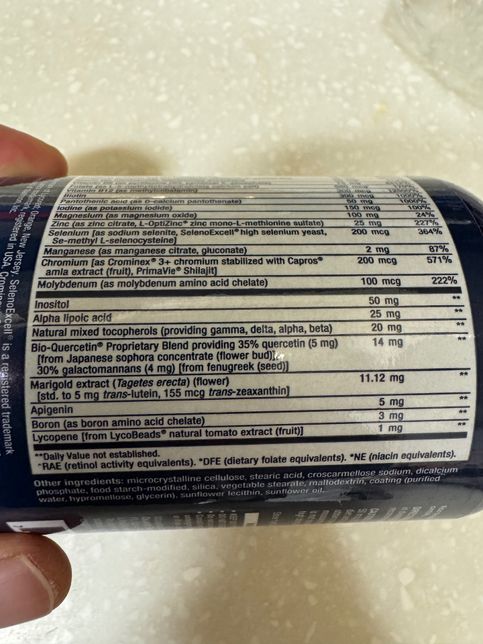 Vitamin B12 (as methylcobalamin)
Biotin 300 mcg 1000%
Pantothenic acid (as D-calcium pantothenate) 50 mg 1000%
Iodine (as potassium iodide) 150 mcg 100%
Magnesium (as magnesium oxide) 100 mg 24%
Zinc (as zinc citrate, L-OptiZinc® zinc mono-L-methionine sulfate) 25 mg 227%
Selenium [as sodium selenite, SelenoExcell® high selenium yeast, 200 mcg 364%
Se-methyl L-selenocysteine]
Manganese (as manganese citrate, gluconate) 2 mg 87%
Chromium [as Crominex® 3+ chromium stabilized with Capros® 200 mcg 571%
amla extract (fruit), PrimaVie® Shilajit]
Molybdenum (as molybdenum amino acid chelate) 100 mcg 222%
Inositol 50 mg **
Alpha lipoic acid 25 mg **
Natural mixed tocopherols (providing gamma, delta, alpha, beta) 20 mg **
Bio-Quercetin® Proprietary Blend providing 35% quercetin (5 mg) 14 mg **
[from Japanese sophora concentrate (flower bud)],
30% galactomannans (4 mg) [from fenugreek (seed)]
Marigold extract (Tagetes erecta) (flower) 11.12 mg **
[std. to 5 mg trans-lutein, 155 mcg trans-zeaxanthin]
Apigenin 5 mg **
Boron (as boron amino acid chelate) 3 mg **
Lycopene [from LycoBeads® natural tomato extract (fruit)] 1 mg **
**Daily Value not established.
^RAE (retinol activity equivalents). *DFE (dietary folate equivalents). *NE (niacin equivalents).
Other ingredients: microcrystalline cellulose, stearic acid, croscarmellose sodium, dicalcium
phosphate, food starch-modified, silica, vegetable stearate, maltodextrin, coating (purified
water, hypromellose, glycerin), sunflower lecithin, sunflower oil.
Orange, New Jersey. SelenoExcell® is a registered trademark